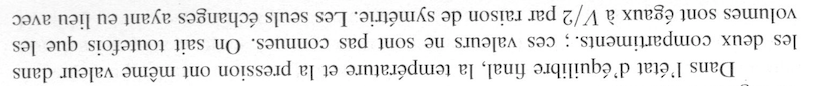 Dans l'état d'équilibre final, la température et la pression ont même valeur dans
les deux compartiments. ; ces valeurs ne sont pas connues. On sait toutefois que les
volumes sont égaux à V/2 par raison de symétrie. Les seuls échanges ayant eu lieu avec